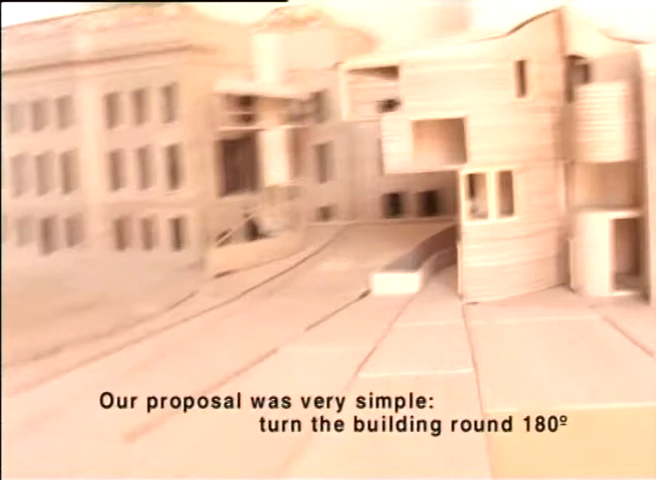 Our proposal was very simple:
turn the building round 180º